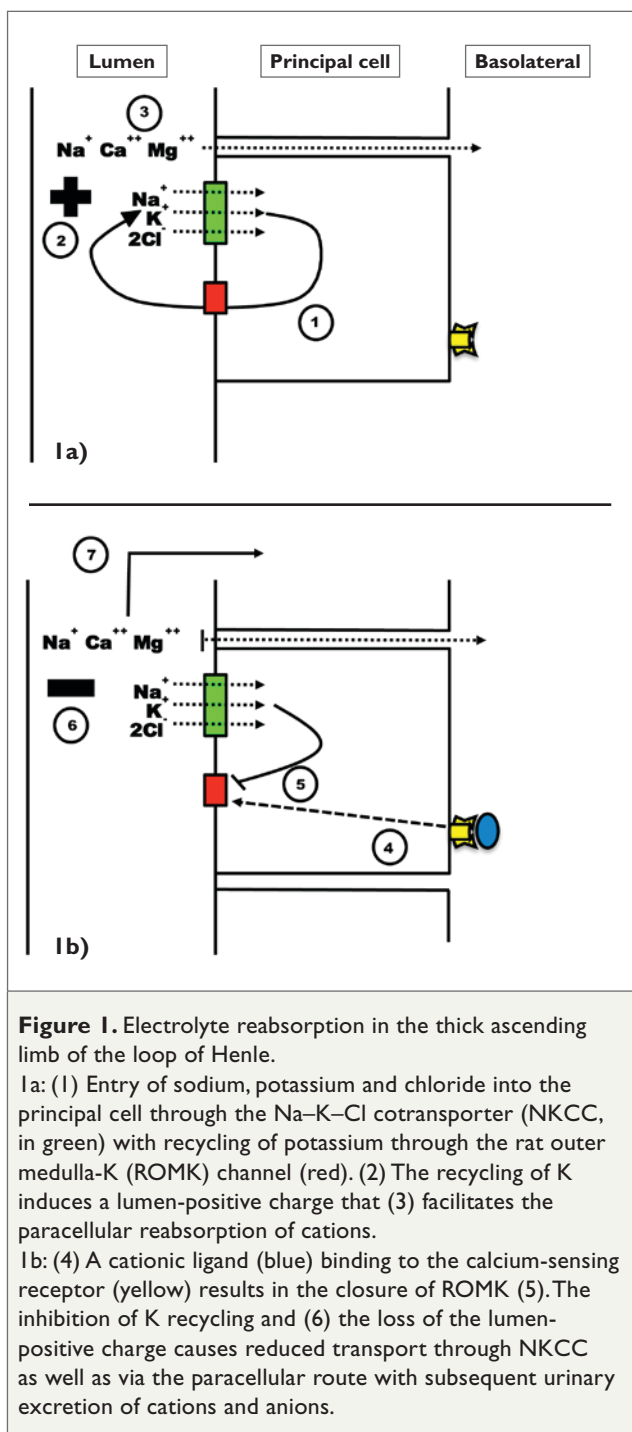 Lumen Principal cell Basolateral
3
Na+ Ca++ Mg++
2
Na+
K+
2Cl-
1
1a)
7
Na+ Ca++ Mg++
6
Na+
K+
2Cl-
5
4
1b)
Figure 1. Electrolyte reabsorption in the thick ascending
limb of the loop of Henle.
1a: (1) Entry of sodium, potassium and chloride into the
principal cell through the Na–K–Cl cotransporter (NKCC,
in green) with recycling of potassium through the rat outer
medulla-K (ROMK) channel (red). (2) The recycling of K
induces a lumen-positive charge that (3) facilitates the
paracellular reabsorption of cations.
1b: (4) A cationic ligand (blue) binding to the calcium-sensing
receptor (yellow) results in the closure of ROMK (5). The
inhibition of K recycling and (6) the loss of the lumen-
positive charge causes reduced transport through NKCC
as well as via the paracellular route with subsequent urinary
excretion of cations and anions.